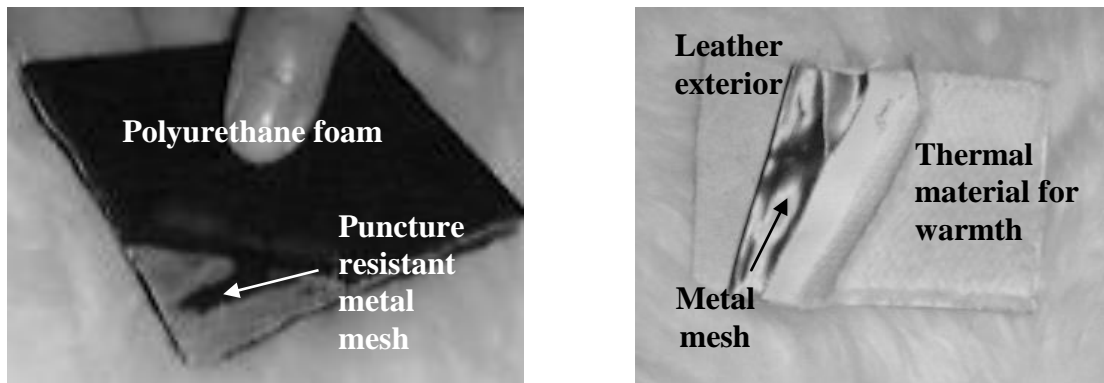 Polyurethane foam
Puncture
resistant
metal
mesh
Leather
exterior
Thermal
material for
warmth
Metal
mesh